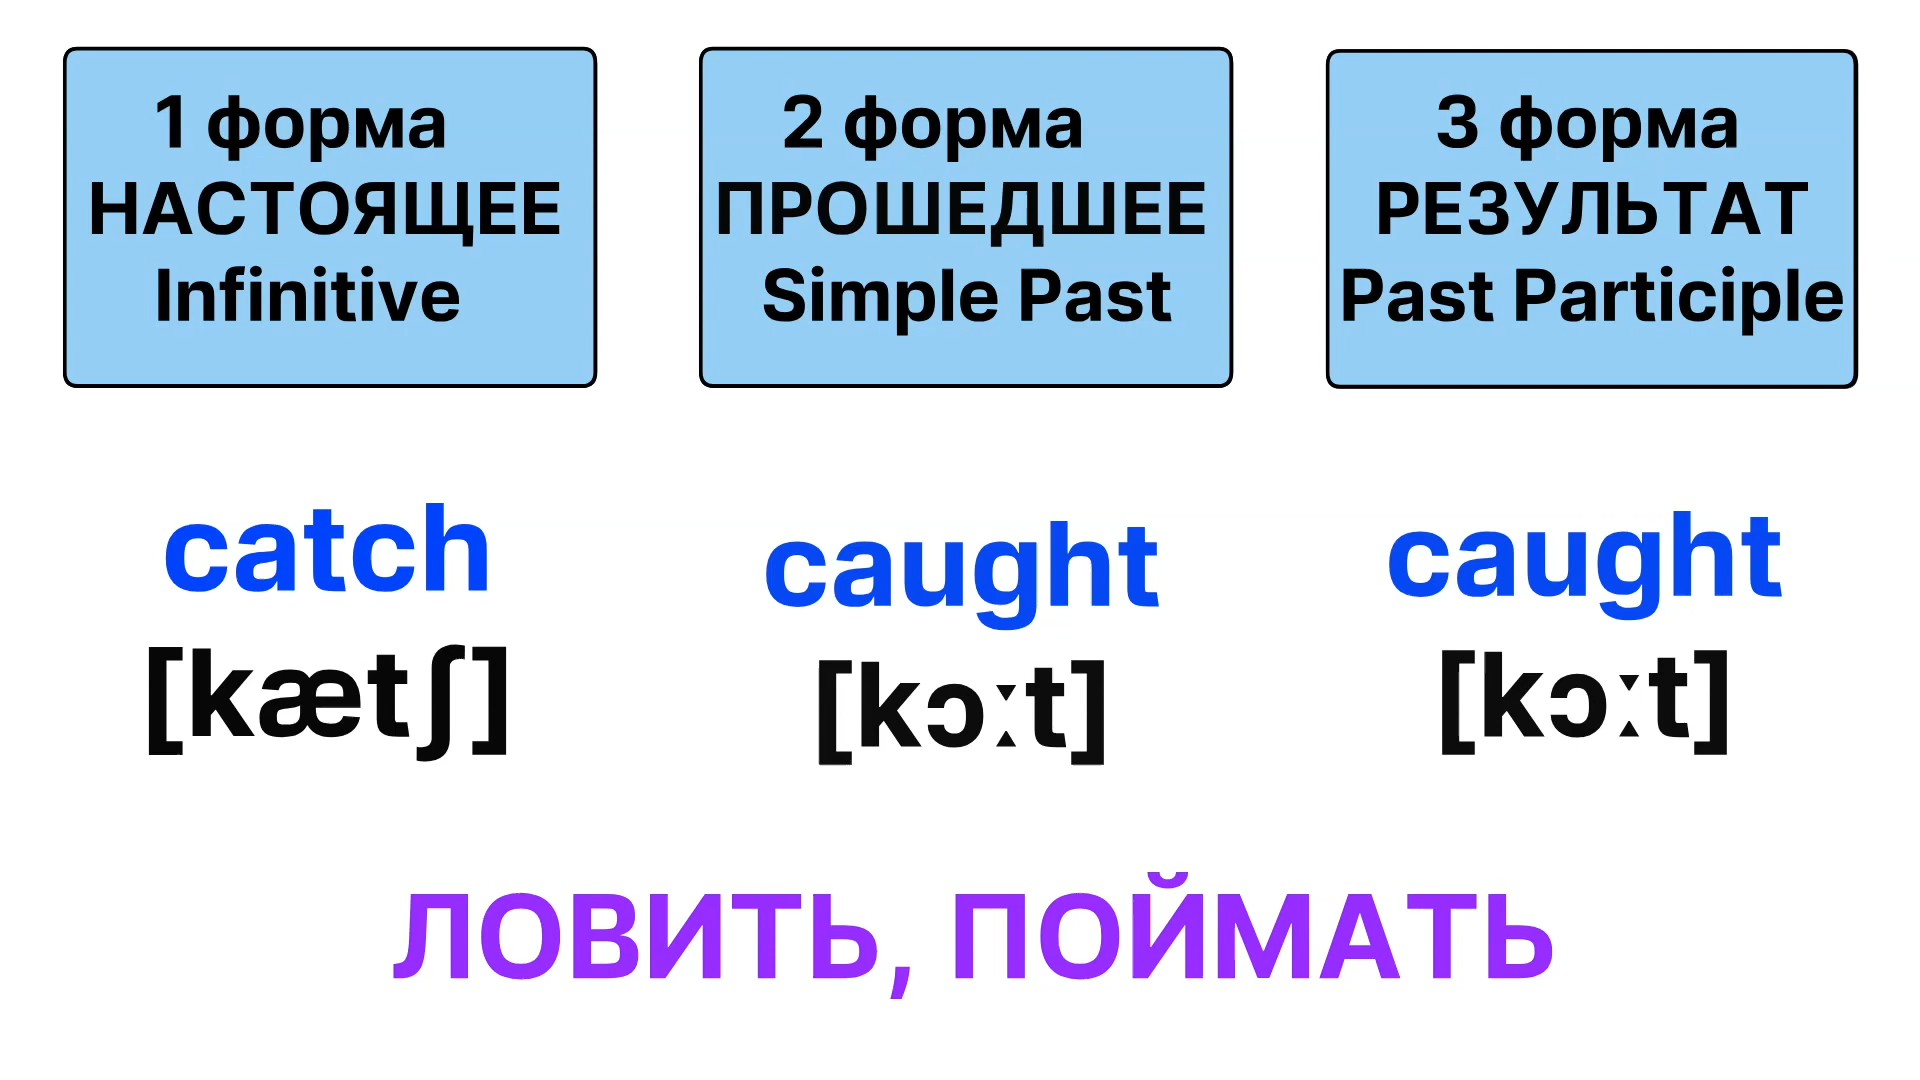 1 форма
НАСТОЯЩЕЕ
Infinitive
2 форма
ПРОШЕДШЕЕ
Simple Past
3 форма
РЕЗУЛЬТАТ
Past Participle
catch
[kætʃ]
caught
[kɔːt]
caught
[kɔːt]
ЛОВИТЬ, ПОЙМАТЬ